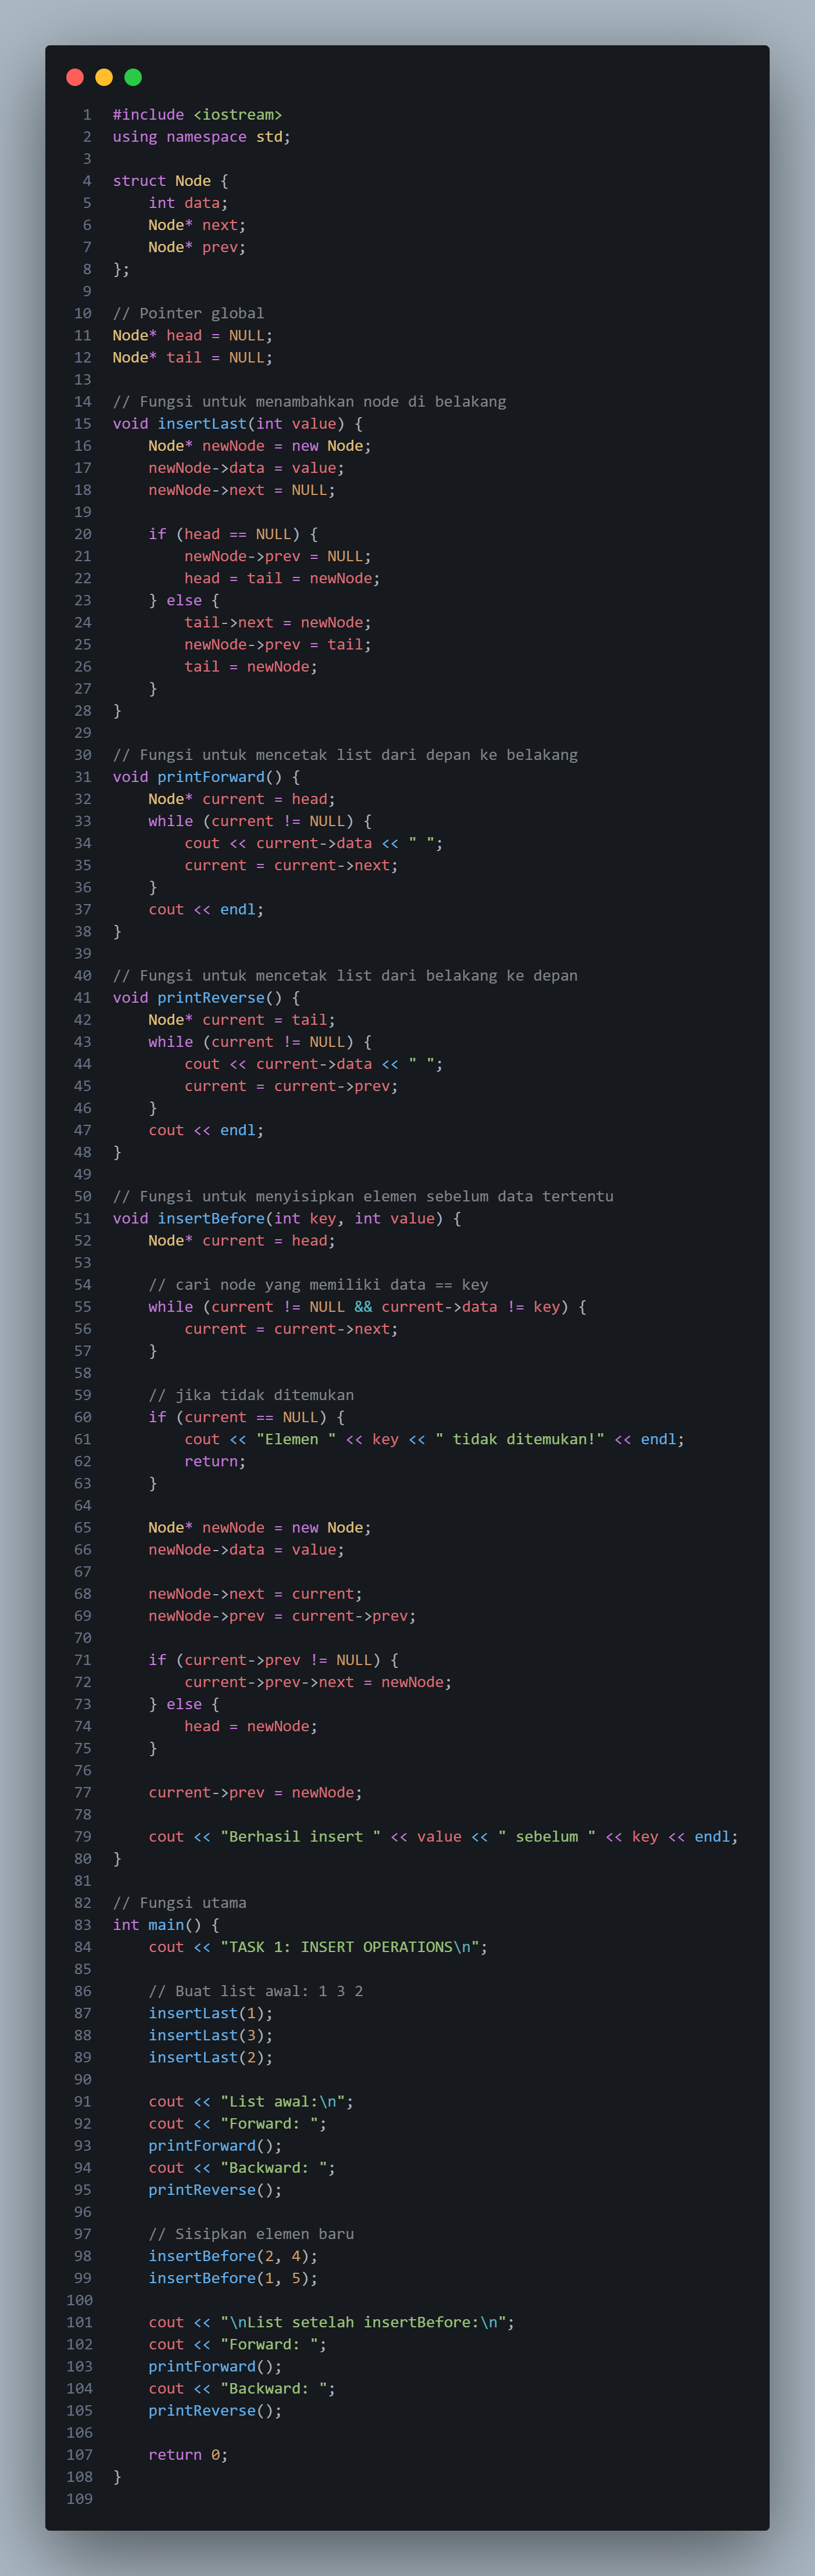 1 #include <iostream>
2 using namespace std;
3
4 struct Node {
5     int data;
6     Node* next;
7     Node* prev;
8 };
9
10 // Pointer global
11 Node* head = NULL;
12 Node* tail = NULL;
13
14 // Fungsi untuk menambahkan node di belakang
15 void insertLast(int value) {
16     Node* newNode = new Node;
17     newNode->data = value;
18     newNode->next = NULL;
19
20     if (head == NULL) {
21         newNode->prev = NULL;
22         head = tail = newNode;
23     } else {
24         tail->next = newNode;
25         newNode->prev = tail;
26         tail = newNode;
27     }
28 }
29
30 // Fungsi untuk mencetak list dari depan ke belakang
31 void printForward() {
32     Node* current = head;
33     while (current != NULL) {
34         cout << current->data << " ";
35         current = current->next;
36     }
37     cout << endl;
38 }
39
40 // Fungsi untuk mencetak list dari belakang ke depan
41 void printReverse() {
42     Node* current = tail;
43     while (current != NULL) {
44         cout << current->data << " ";
45         current = current->prev;
46     }
47     cout << endl;
48 }
49
50 // Fungsi untuk menyisipkan elemen sebelum data tertentu
51 void insertBefore(int key, int value) {
52     Node* current = head;
53
54     // cari node yang memiliki data == key
55     while (current != NULL && current->data != key) {
56         current = current->next;
57     }
58
59     // jika tidak ditemukan
60     if (current == NULL) {
61         cout << "Elemen " << key << " tidak ditemukan!" << endl;
62         return;
63     }
64
65     Node* newNode = new Node;
66     newNode->data = value;
67
68     newNode->next = current;
69     newNode->prev = current->prev;
70
71     if (current->prev != NULL) {
72         current->prev->next = newNode;
73     } else {
74         head = newNode;
75     }
76
77     current->prev = newNode;
78
79     cout << "Berhasil insert " << value << " sebelum " << key << endl;
80 }
81
82 // Fungsi utama
83 int main() {
84     cout << "TASK 1: INSERT OPERATIONS\n";
85
86     // Buat list awal: 1 3 2
87     insertLast(1);
88     insertLast(3);
89     insertLast(2);
90
91     cout << "List awal:\n";
92     cout << "Forward: ";
93     printForward();
94     cout << "Backward: ";
95     printReverse();
96
97     // Sisipkan elemen baru
98     insertBefore(2, 4);
99     insertBefore(1, 5);
100
101     cout << "\nList setelah insertBefore:\n";
102     cout << "Forward: ";
103     printForward();
104     cout << "Backward: ";
105     printReverse();
106
107     return 0;
108 }
109